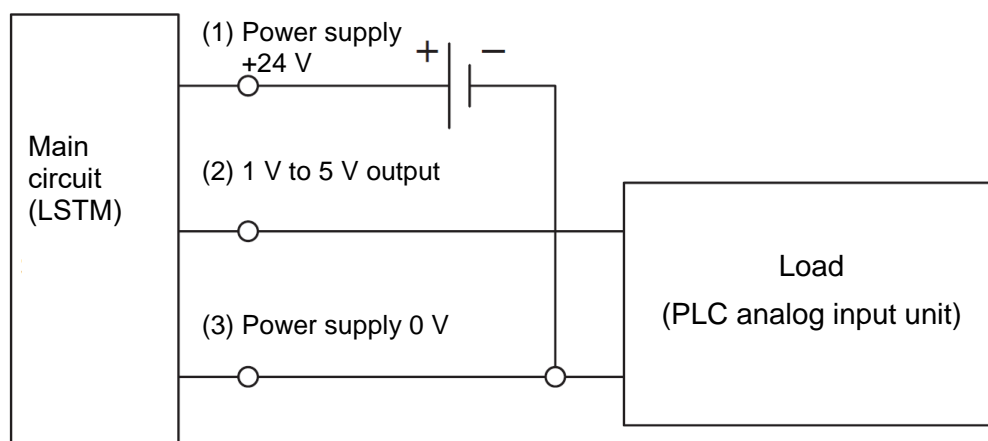 (1) Power supply
+24 V
+ −
Main
circuit
(LSTM)
(2) 1 V to 5 V output
Load
(PLC analog input unit)
(3) Power supply 0 V